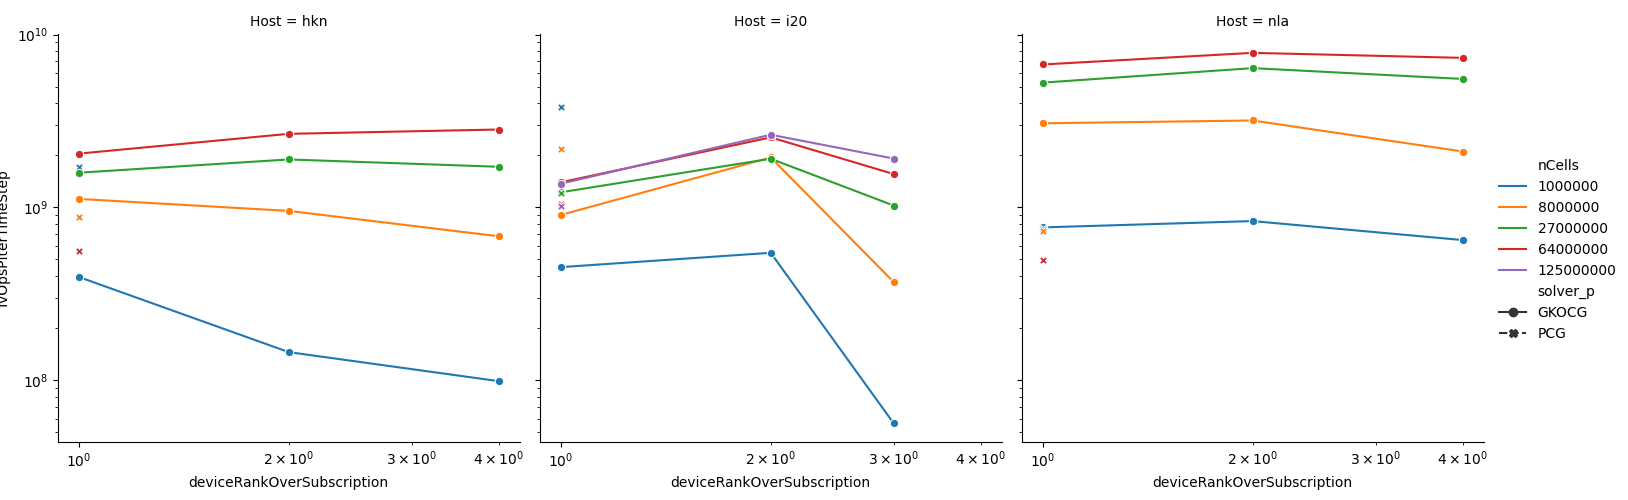 Host = hkn
Host = i20
Host = nla
10^10
10^9
10^8
10^0
2 × 10^0
3 × 10^0
4 × 10^0
deviceRankOverSubscription
10^0
2 × 10^0
3 × 10^0
4 × 10^0
deviceRankOverSubscription
10^0
2 × 10^0
3 × 10^0
4 × 10^0
deviceRankOverSubscription
nCells
1000000
8000000
27000000
64000000
125000000
solver_p
GKOCG
PCG